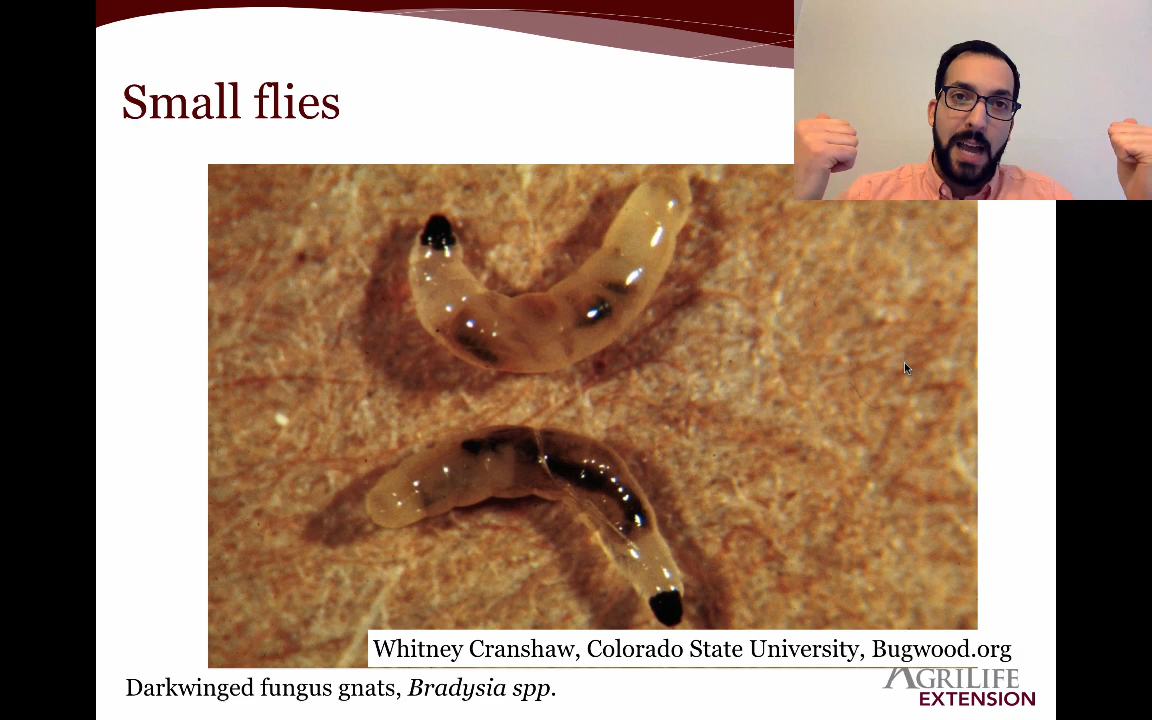 Small flies
Whitney Cranshaw, Colorado State University, Bugwood.org
Darkwinged fungus gnats, Bradysia spp.
AGRILIFE
EXTENSION